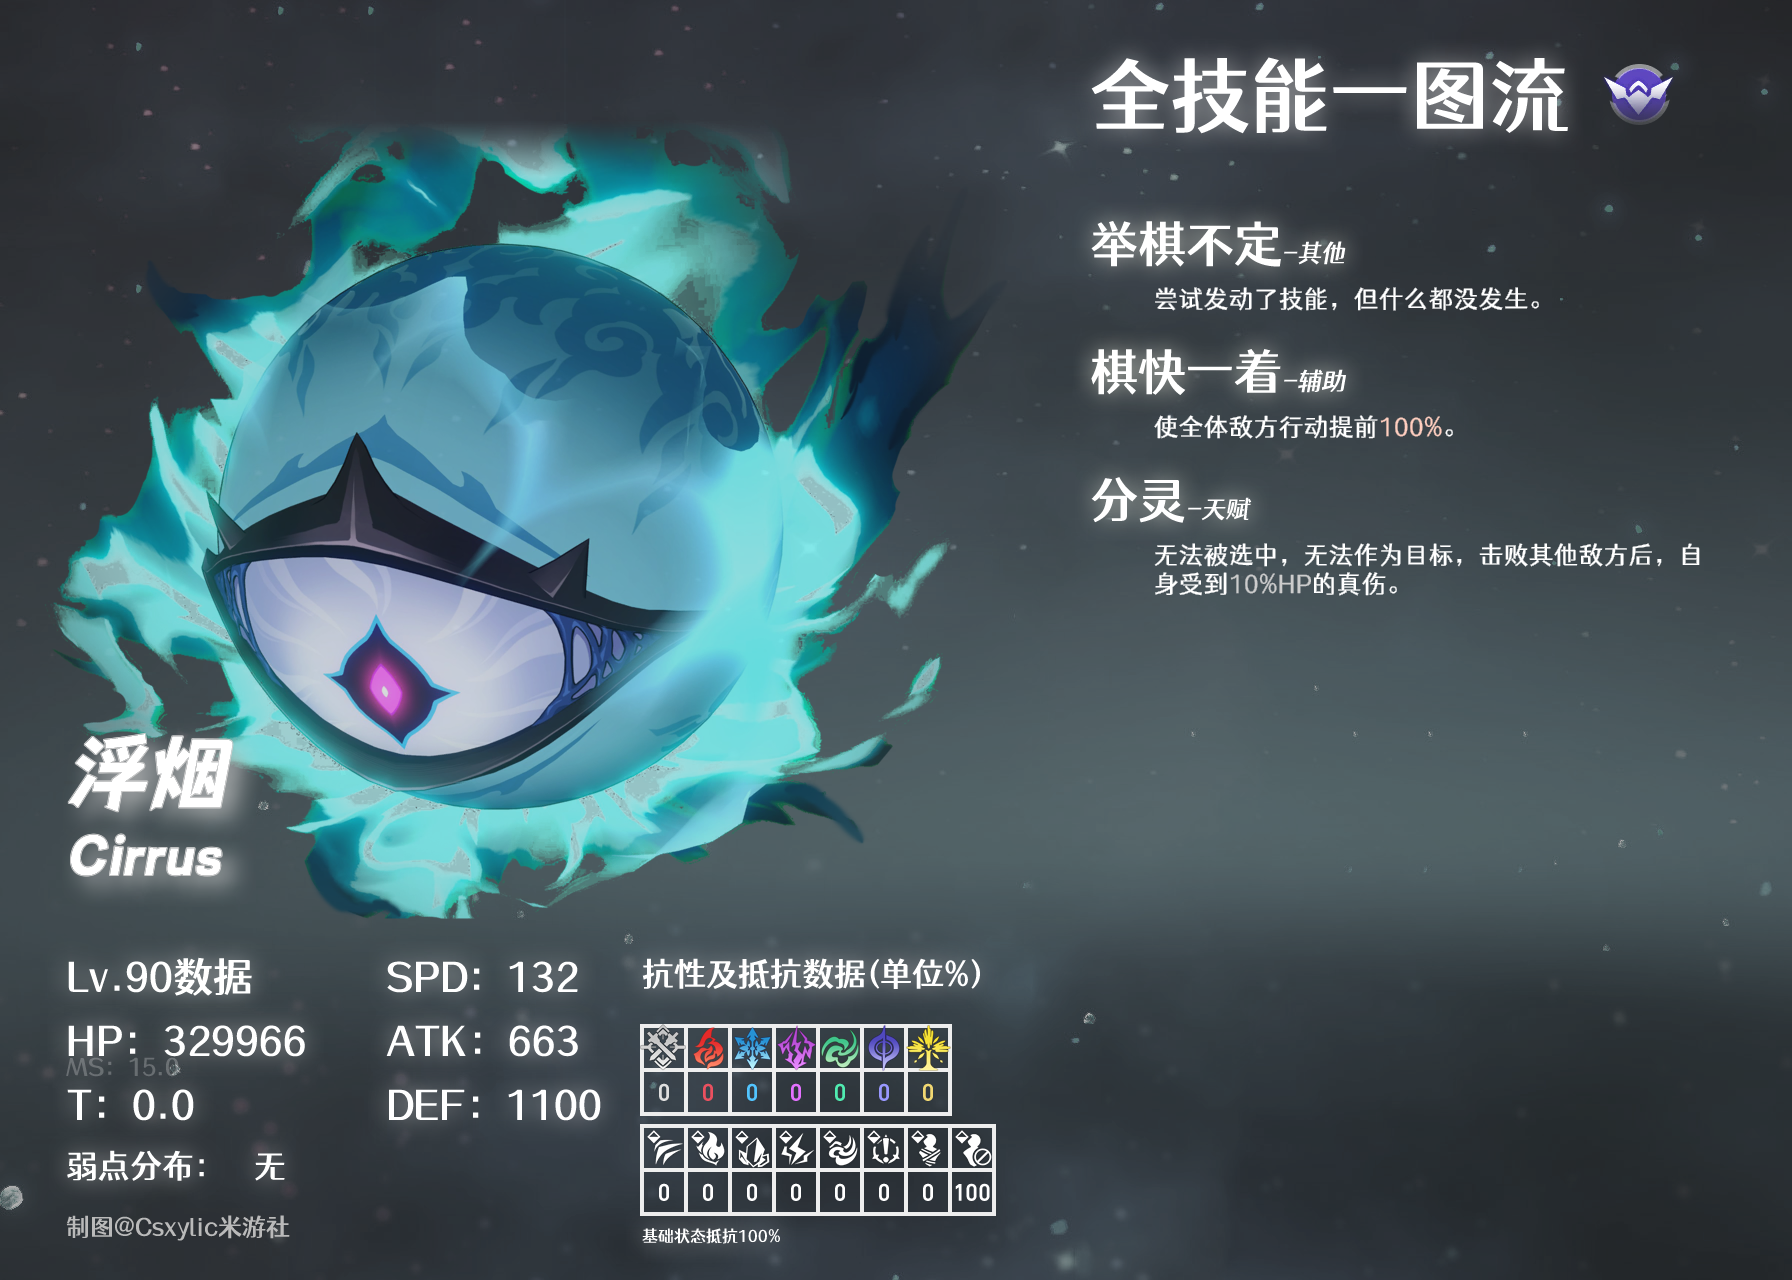 全技能一图流
举棋不定-其他
尝试发动了技能，但什么都没发生。
棋快一着-辅助
使全体敌方行动提前100%。
分灵-天赋
无法被选中，无法作为目标，击败其他敌方后，自
身受到10%HP的真伤。
浮烟
Cirrus
Lv.90数据
HP：329966
MS：15.0
T：0.0
弱点分布： 无
制图@Csxylic米游社
SPD：132
ATK：663
DEF：1100
抗性及抵抗数据(单位%)
0 0 0 0 0 0 0
0 0 0 0 0 0 0 100
基础状态抵抗100%